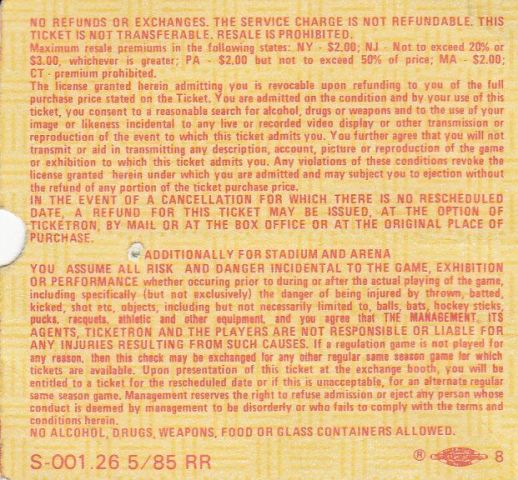 NO REFUNDS OR EXCHANGES. THE SERVICE CHARGE IS NOT REFUNDABLE. THIS
TICKET IS NOT TRANSFERABLE. RESALE IS PROHIBITED.
Maximum resale premiums in the following states: NY - $2.00; NJ - Not to exceed 20% or
$3.00, whichever is greater; PA - $2.00 but not to exceed 50% of price; MA - $2.00;
CT - premium prohibited.
The license granted herein admitting you is revocable upon refunding to you of the full
purchase price stated on the Ticket. You are admitted on the condition and by your use of this
ticket, you consent to a reasonable search for alcohol, drugs or weapons and to the use of your
image or likeness incidental to any live or recorded video display or other transmission or
reproduction of the event to which this ticket admits you. You further agree that you will not
transmit or aid in transmitting any description, account, picture or reproduction of the game
or exhibition to which this ticket admits you. Any violations of these conditions revoke the
license granted herein under which you are admitted and may subject you to ejection without
the refund of any portion of the ticket purchase price.
IN THE EVENT OF A CANCELLATION FOR WHICH THERE IS NO RESCHEDULED
DATE, A REFUND FOR THIS TICKET MAY BE ISSUED, AT THE OPTION OF
TICKETRON, BY MAIL OR AT THE BOX OFFICE OR AT THE ORIGINAL PLACE OF
PURCHASE.
ADDITIONALLY FOR STADIUM AND ARENA
YOU ASSUME ALL RISK AND DANGER INCIDENTAL TO THE GAME, EXHIBITION
OR PERFORMANCE whether occuring prior to during or after the actual playing of the game,
including specifically (but not exclusively) the danger of being injured by thrown, batted,
kicked, shot etc, objects, including but not necessarily limited to, balls, bats, hockey sticks,
pucks, racquets, athletic and other equipment, and you agree that THE MANAGEMENT, ITS
AGENTS, TICKETRON AND THE PLAYERS ARE NOT RESPONSIBLE OR LIABLE FOR
ANY INJURIES RESULTING FROM SUCH CAUSES. If a regulation game is not played for
any reason, then this check may be exchanged for any other regular same season game for which
tickets are available. Upon presentation of this ticket at the exchange booth, you will be
entitled to a ticket for the rescheduled date or if this is unacceptable, for an alternate regular
same season game. Management reserves the right to refuse admission or eject any person whose
conduct is deemed by management to be disorderly or who fails to comply with the terms and
conditions herein.
NO ALCOHOL, DRUGS, WEAPONS, FOOD OR GLASS CONTAINERS ALLOWED.
S-001.26 5/85 RR ® 8